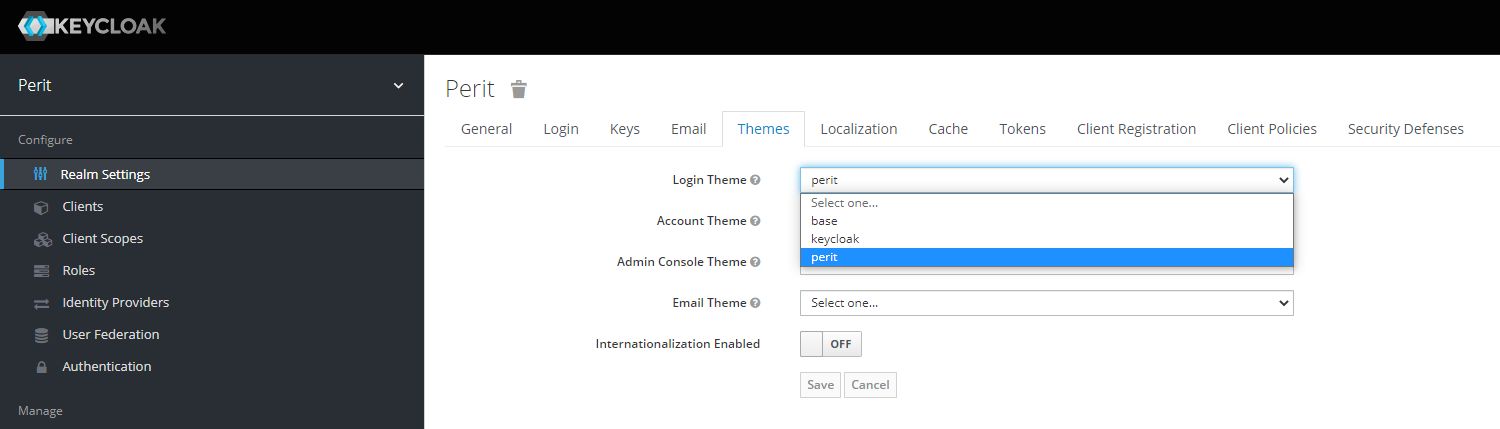 KEYCLOAK
Perit
Configure
Realm Settings
Clients
Client Scopes
Roles
Identity Providers
User Federation
Authentication
Manage
Perit
General Login Keys Email Themes Localization Cache Tokens Client Registration Client Policies Security Defenses
Login Theme ? perit
Select one...
base
keycloak
perit
Account Theme ?
Admin Console Theme ?
Email Theme ? Select one...
Internationalization Enabled OFF
Save Cancel